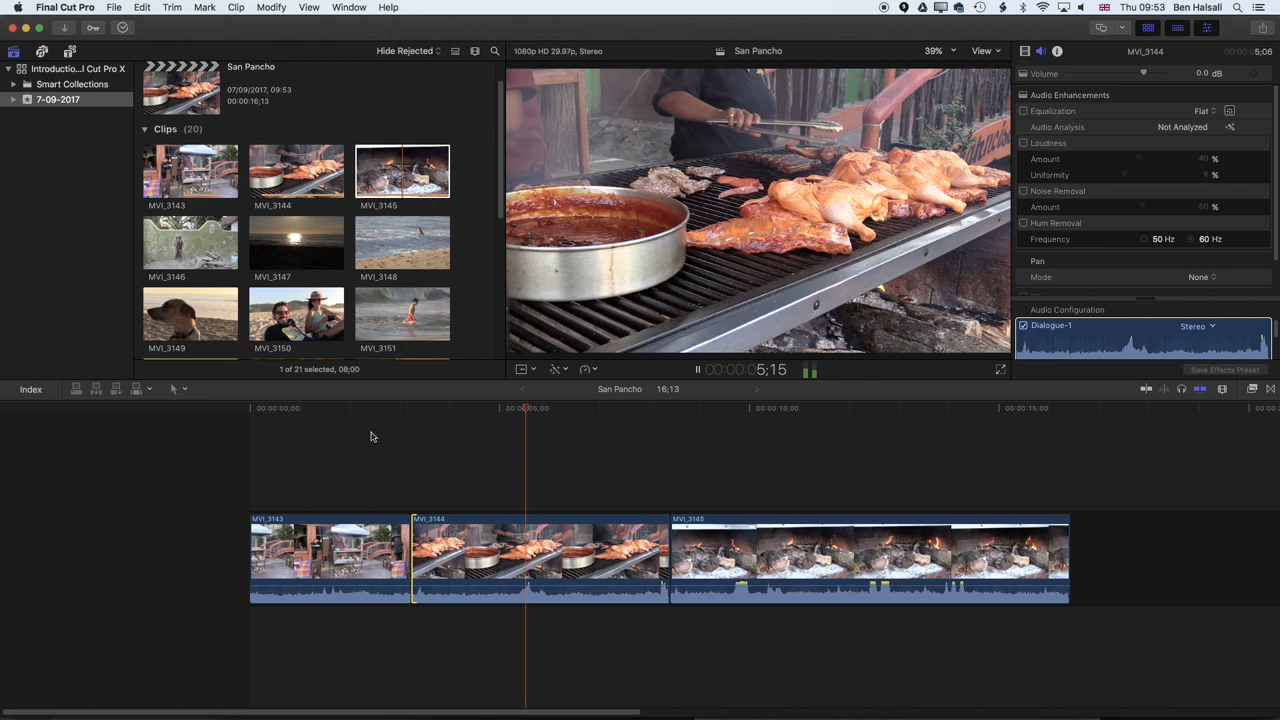 Final Cut Pro File Edit Trim Mark Clip Modify View Window Help Thu 09:53 Ben Halsall
Hide Rejected
1080p HD 29.97p, Stereo
San Pancho
39%
View
MVI_3144
5;06
Introductio...l Cut Pro X
Smart Collections
7-09-2017
San Pancho
07/09/2017, 09:53
00:00:16;13
Clips (20)
MVI_3143
MVI_3144
MVI_3145
MVI_3146
MVI_3147
MVI_3148
MVI_3149
MVI_3150
MVI_3151
1 of 21 selected, 08;00
00:00:00:05;15
Volume 0.0 dB
Audio Enhancements
Equalization Flat
Audio Analysis Not Analyzed
Loudness
Amount 40 %
Uniformity 6 %
Noise Removal
Amount 50 %
Hum Removal
Frequency 50 Hz 60 Hz
Pan
Mode None
Audio Configuration
Dialogue-1 Stereo
Save Effects Preset
Index
San Pancho 16;13
00:00:00;00
00:00:05;00
00:00:10;00
00:00:15;00
MVI_3143
MVI_3144
MVI_3145